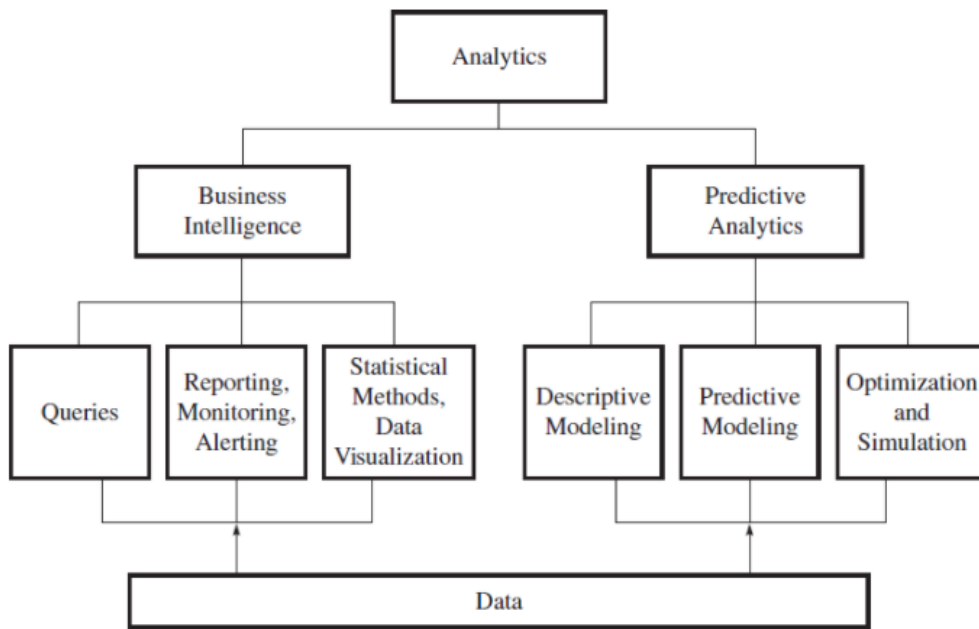 Analytics
Business
Intelligence
Predictive
Analytics
Queries
Reporting,
Monitoring,
Alerting
Statistical
Methods,
Data
Visualization
Descriptive
Modeling
Predictive
Modeling
Optimization
and
Simulation
Data